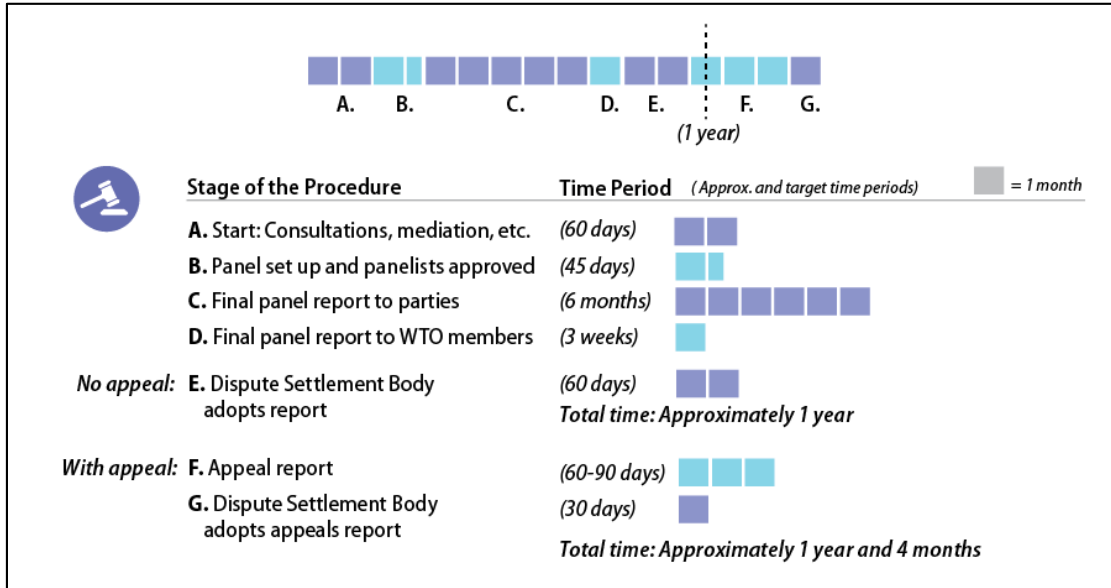 A. B. C. D. E. F. G.
(1 year)
Stage of the Procedure Time Period (Approx. and target time periods) = 1 month
A. Start: Consultations, mediation, etc. (60 days)
B. Panel set up and panelists approved (45 days)
C. Final panel report to parties (6 months)
D. Final panel report to WTO members (3 weeks)
No appeal: E. Dispute Settlement Body (60 days)
adopts report
Total time: Approximately 1 year
With appeal: F. Appeal report (60-90 days)
G. Dispute Settlement Body (30 days)
adopts appeals report
Total time: Approximately 1 year and 4 months